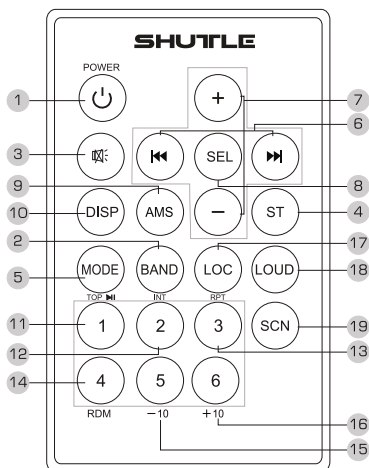 SHUTTLE
POWER
1
+
7
6
3
SEL
8
9
10 DISP AMS − ST 4
2
17
5 MODE BAND LOC LOUD 18
TOP INT RPT
11 1 2 3 SCN 19
12
13
14 4 5 6
RDM −10 +10 16
15